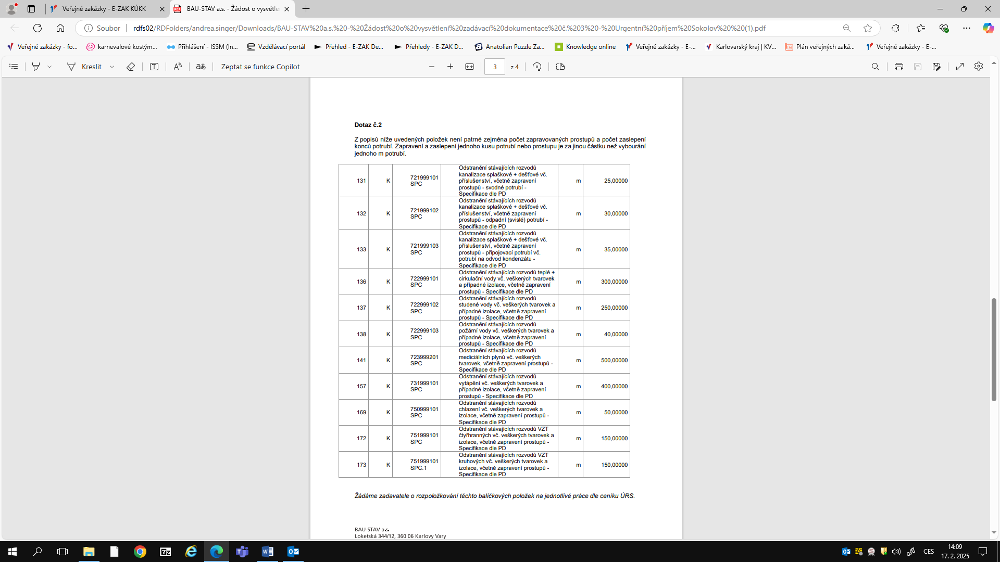 Veřejné zakázky - E-ZAK KÚKK
BAU-STAV a.s. - Žádost o vysvětle
Soubor
rdfs02/RDFolders/andrea.singer/Downloads/BAU-STAV%20a.s.%20-%20Žádost%20o%20vysvětlení%20zadávací%20dokumentace%20č.%203%20-%20Urgentní%20příjem%20Sokolov%20%20(1).pdf
Veřejné zakázky - fo...
karnevalové kostým...
Přihlášení - ISSM (In...
Vzdělávací portál
Přehled - E-ZAK De...
Přehledy - E-ZAK D...
Anatolian Puzzle Za...
Knowledge online
Veřejné zakázky - E-...
Karlovarský kraj | KV...
Plán veřejných zaká...
Veřejné zakázky - E-...
Kreslit
Zeptat se funkce Copilot
3
z 4
Dotaz č.2
Z popisů níže uvedených položek není patrné zejména počet zapravovaných prostupů a počet zaslepení
konců potrubí. Zapravení a zaslepení jednoho kusu potrubí nebo prostupu je za jinou částku než vybourání
jednoho m potrubí.
131 K 721999101 SPC
Odstranění stávajících rozvodů
kanalizace splaškové + dešťové vč.
příslušenství, včetně zapravení
prostupů - svodné potrubí -
Specifikace dle PD
m 25,00000
132 K 721999102 SPC
Odstranění stávajících rozvodů
kanalizace splaškové + dešťové vč.
příslušenství, včetně zapravení
prostupů - odpadní (svislé) potrubí -
Specifikace dle PD
m 30,00000
133 K 721999103 SPC
Odstranění stávajících rozvodů
kanalizace splaškové + dešťové vč.
příslušenství, včetně zapravení
prostupů - připojovací potrubí vč.
potrubí na odvod kondenzátu -
Specifikace dle PD
m 35,00000
136 K 722999101 SPC
Odstranění stávajících rozvodů teplé +
cirkulační vody vč. veškerých tvarovek
a případné izolace, včetně zapravení
prostupů - Specifikace dle PD
m 300,00000
137 K 722999102 SPC
Odstranění stávajících rozvodů
studené vody vč. veškerých tvarovek a
případné izolace, včetně zapravení
prostupů - Specifikace dle PD
m 250,00000
138 K 722999103 SPC
Odstranění stávajících rozvodů
požární vody vč. veškerých tvarovek a
případné izolace, včetně zapravení
prostupů - Specifikace dle PD
m 40,00000
141 K 723999201 SPC
Odstranění stávajících rozvodů
mediciálních plynů vč. veškerých
tvarovek, včetně zapravení prostupů -
Specifikace dle PD
m 500,00000
157 K 731999101 SPC
Odstranění stávajících rozvodů
vytápění vč. veškerých tvarovek a
případné izolace, včetně zapravení
prostupů - Specifikace dle PD
m 400,00000
169 K 750999101 SPC
Odstranění stávajících rozvodů
chlazení vč. veškerých tvarovek a
izolace, včetně zapravení prostupů -
Specifikace dle PD
m 50,00000
172 K 751999101 SPC
Odstranění stávajících rozvodů VZT
čtyřhranných vč. veškerých tvarovek a
izolace, včetně zapravení prostupů -
Specifikace dle PD
m 150,00000
173 K 751999101 SPC.1
Odstranění stávajících rozvodů VZT
kruhových vč. veškerých tvarovek a
izolace, včetně zapravení prostupů -
Specifikace dle PD
m 150,00000
Žádáme zadavatele o rozpoložkování těchto balíčkových položek na jednotlivé práce dle ceníku ÚRS.
BAU-STAV a.s.
Loketská 344/12, 360 06 Karlovy Vary
CES
14:09
17. 2. 2025